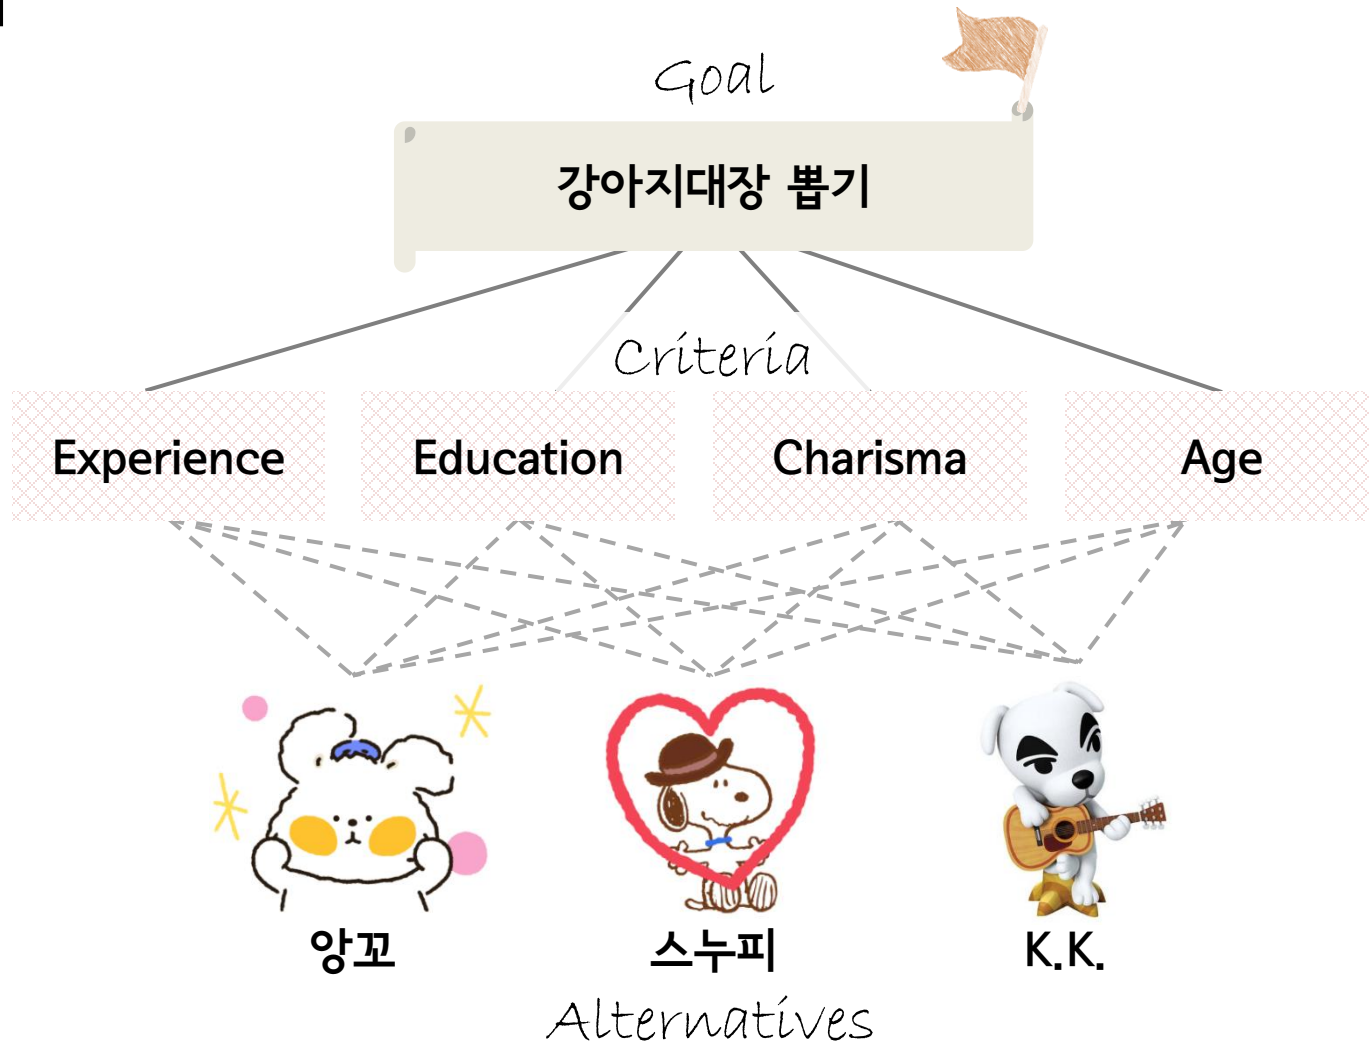 Goal
강아지대장 뽑기
Criteria
Experience
Education
Charisma
Age
앙꼬
스누피
K.K.
Alternatives